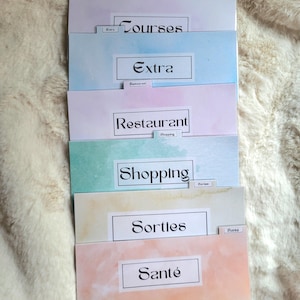 Courses
Extra
Restaurant
Shopping
Sorties
Santé